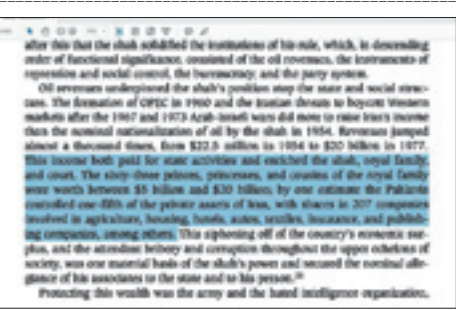 after this that the shah solidified the institutions of his rule, which, in descending
order of functional significance, consisted of the oil revenues, the instruments of
repression and social control, the bureaucracy, and the party system.
Oil revenues underpinned the shah's position atop the state and social struc-
ture. The formation of OPEC in 1960 and the Iranian threats to boycott Western
markets after the 1967 and 1973 Arab-Israeli wars did more to raise Iran's income
than the nominal nationalization of oil by the shah in 1954. Revenues jumped
almost a thousand times, from $22.5 million in 1954 to $20 billion in 1977.
This income both paid for state activities and enriched the shah, royal family,
and court. The sixty-three princes, princesses, and cousins of the royal family
were worth between $5 billion and $20 billion; by one estimate the Pahlavis
controlled one-fifth of the private assets of Iran, with shares in 207 companies
involved in agriculture, housing, hotels, autos, textiles, insurance, and publish-
ing companies, among others. This siphoning off of the country's economic sur-
plus, and the attendant bribery and corruption throughout the upper echelons of
society, was one material basis of the shah's power and secured the nominal alle-
giance of his associates to the state and to his person.
Protecting this wealth was the army and the hated intelligence organization,